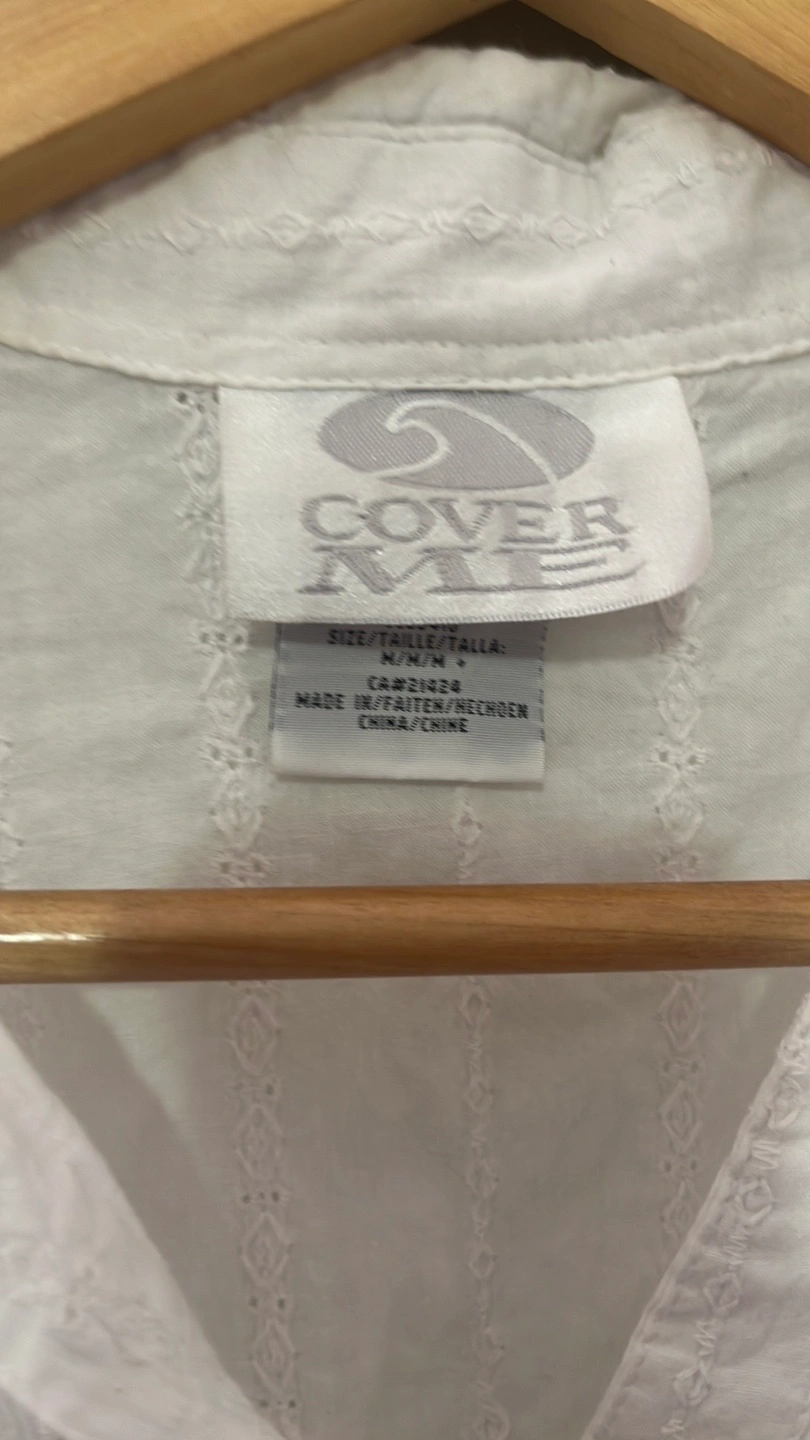 COVER
ME
SIZE/TAILLE/TALLA:
M/M/M
CA#21424
MADE IN/FAITEN/HECHOEN
CHINA/CHINE